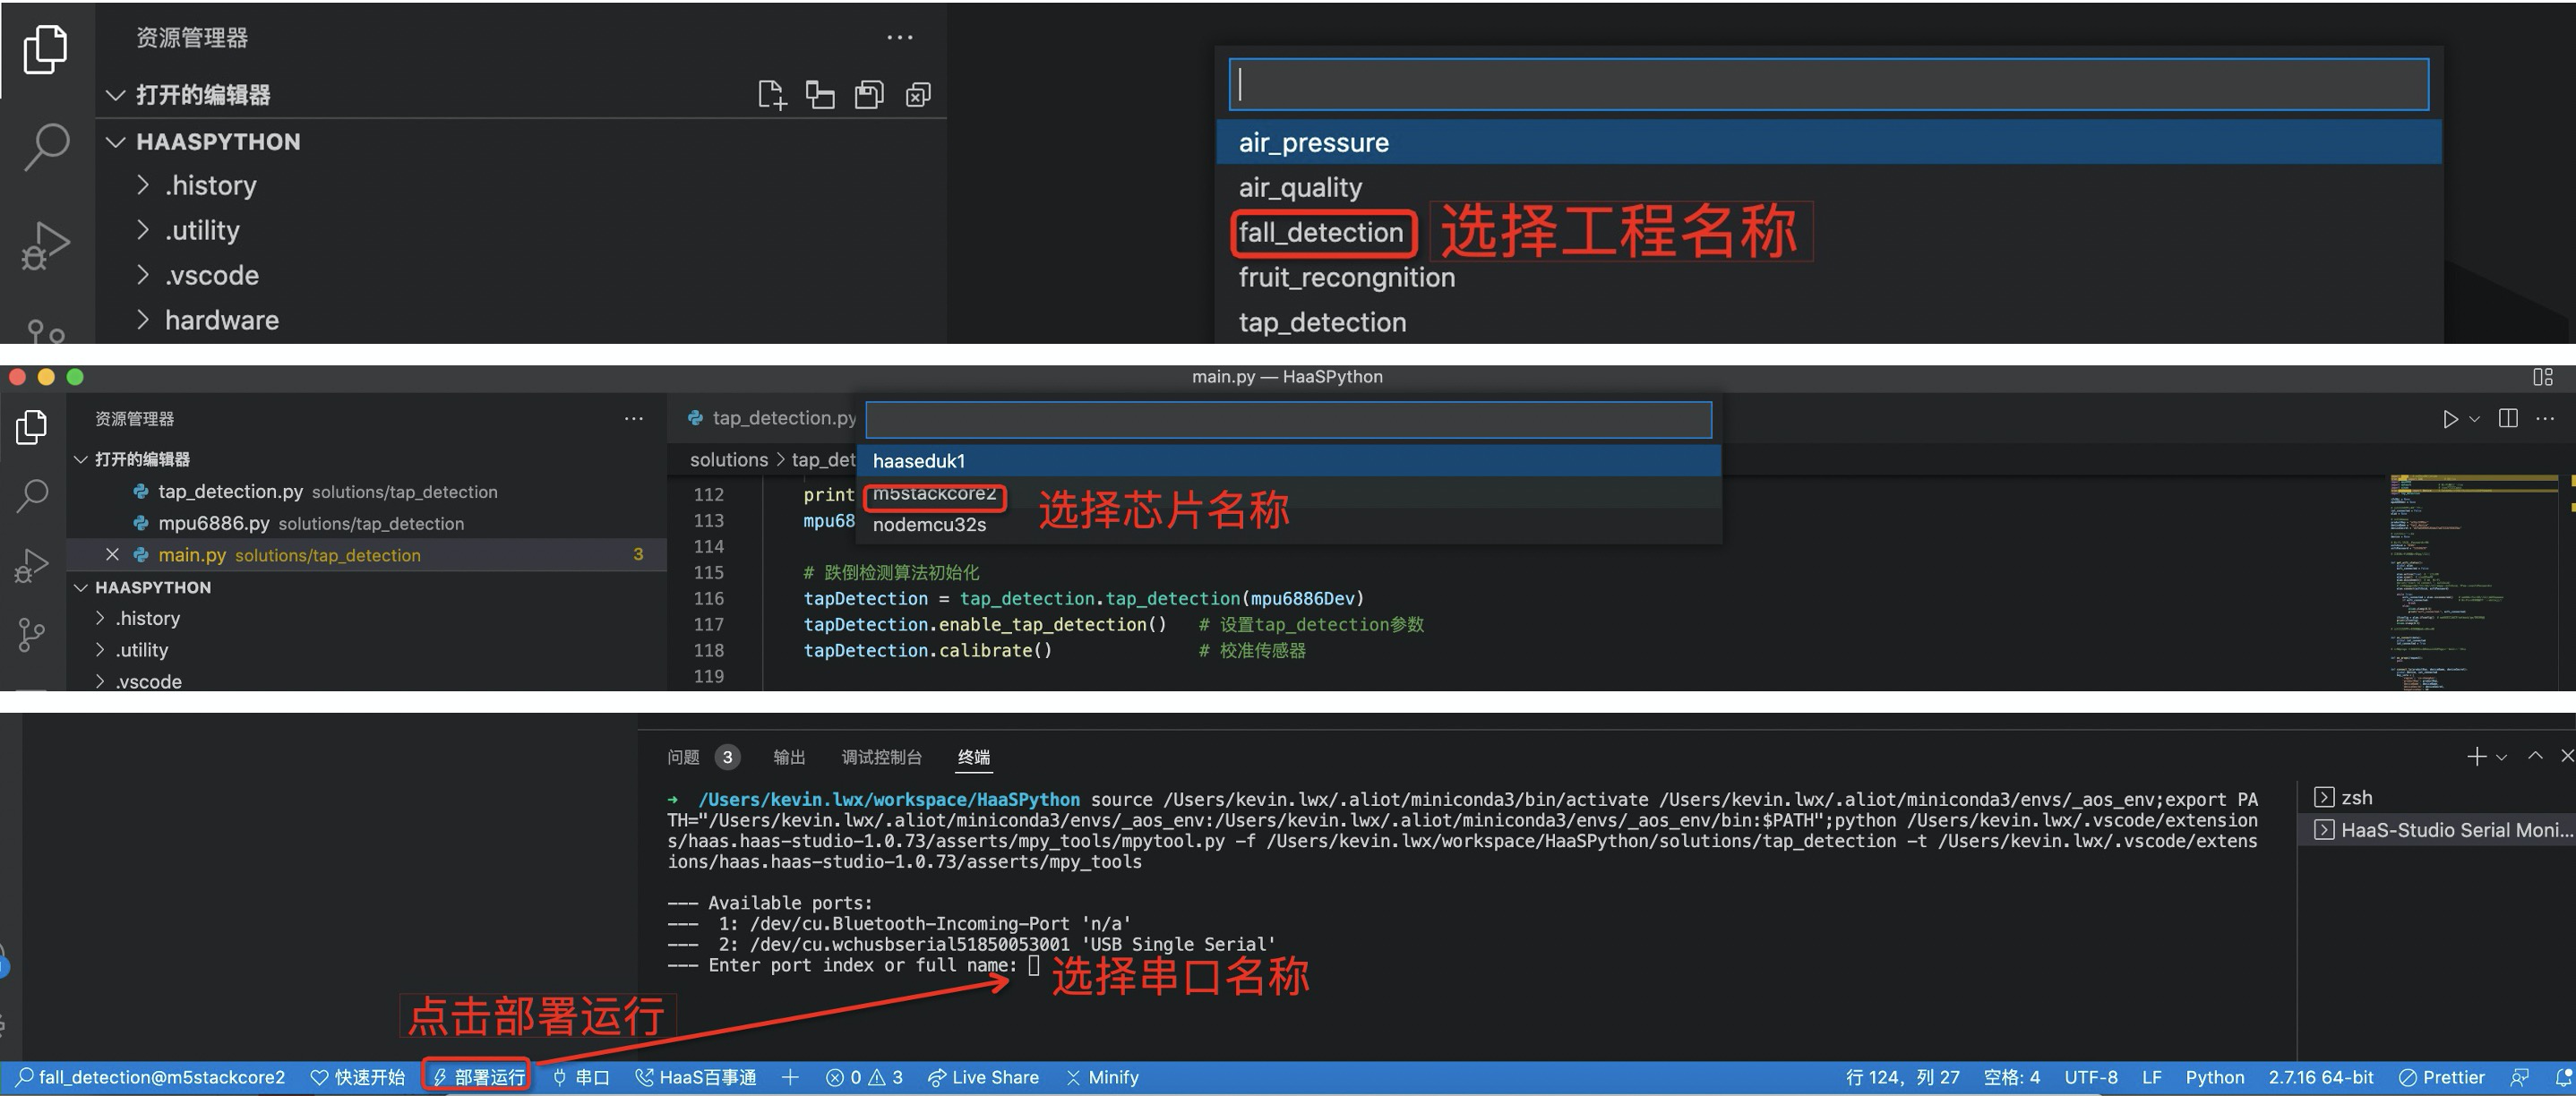 资源管理器
打开的编辑器
HAASPYTHON
.history
.utility
.vscode
hardware
air_pressure
air_quality
fall_detection 选择工程名称
fruit_recongnition
tap_detection
main.py — HaaSPython
资源管理器
打开的编辑器
tap_detection.py solutions/tap_detection
mpu6886.py solutions/tap_detection
main.py solutions/tap_detection 3
HAASPYTHON
.history
.utility
.vscode
tap_detection.py
solutions > tap_det
haaseduk1
m5stackcore2 选择芯片名称
nodemcu32s
112 print
113 mpu68
114
115 # 跌倒检测算法初始化
116 tapDetection = tap_detection.tap_detection(mpu6886Dev)
117 tapDetection.enable_tap_detection() # 设置tap_detection参数
118 tapDetection.calibrate() # 校准传感器
119
问题 3 输出 调试控制台 终端
→ /Users/kevin.lwx/workspace/HaaSPython source /Users/kevin.lwx/.aliot/miniconda3/bin/activate /Users/kevin.lwx/.aliot/miniconda3/envs/_aos_env;export PA
TH="/Users/kevin.lwx/.aliot/miniconda3/envs/_aos_env:/Users/kevin.lwx/.aliot/miniconda3/envs/_aos_env/bin:$PATH";python /Users/kevin.lwx/.vscode/extension
s/haas.haas-studio-1.0.73/asserts/mpy_tools/mpytool.py -f /Users/kevin.lwx/workspace/HaaSPython/solutions/tap_detection -t /Users/kevin.lwx/.vscode/extens
ions/haas.haas-studio-1.0.73/asserts/mpy_tools
--- Available ports:
--- 1: /dev/cu.Bluetooth-Incoming-Port 'n/a'
--- 2: /dev/cu.wchusbserial51850053001 'USB Single Serial'
--- Enter port index or full name:
选择串口名称
点击部署运行
zsh
HaaS-Studio Serial Moni...
fall_detection@m5stackcore2 快速开始 部署运行 串口 HaaS百事通 0 3 Live Share Minify 行 124，列 27 空格: 4 UTF-8 LF Python 2.7.16 64-bit Prettier